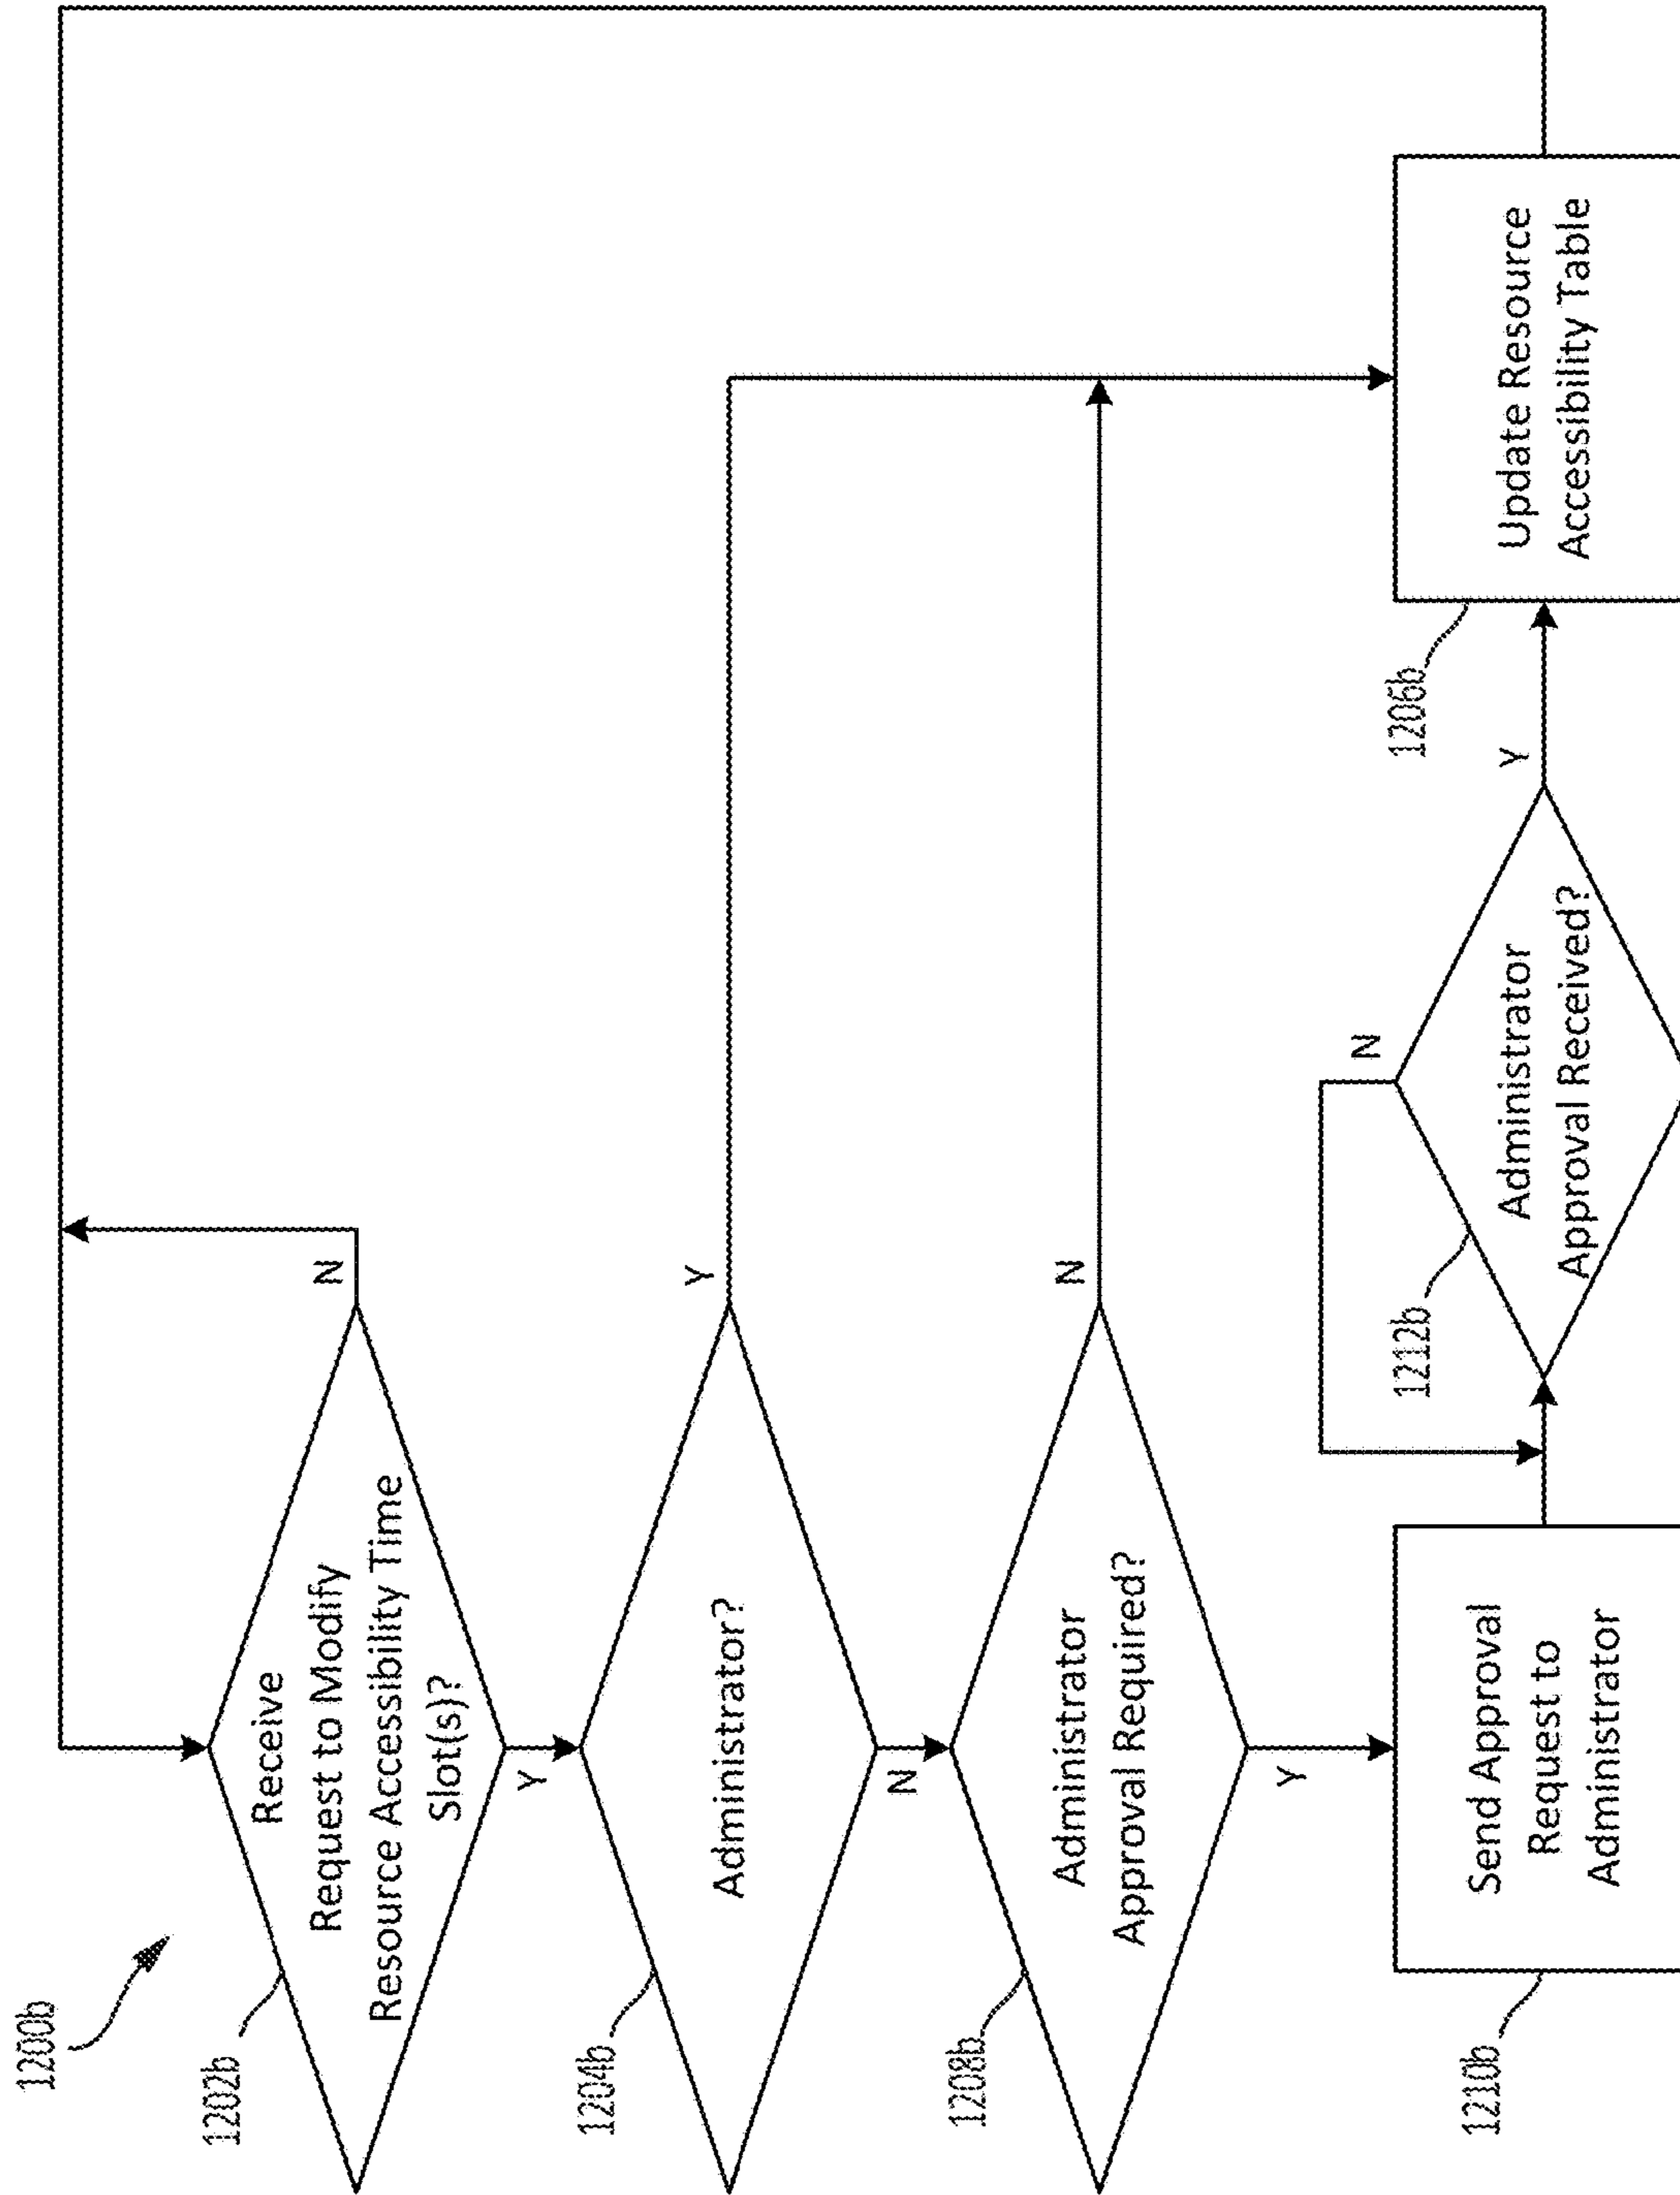 1200b
1202b
Receive
Request to Modify
Resource Accessibility Time
Slot(s)?
N
Y
1204b
Administrator?
Y
N
1208b
Administrator
Approval Required?
N
Y
1210b
Send Approval
Request to
Administrator
1212b
Administrator
Approval Received?
N
Y
1206b
Update Resource
Accessibility Table